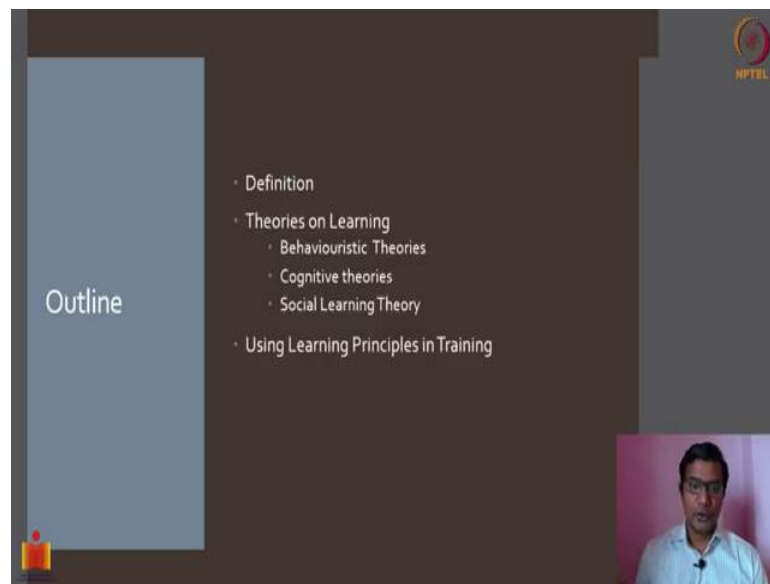 NPTEL
Outline
Definition
Theories on Learning
Behaviouristic Theories
Cognitive theories
Social Learning Theory
Using Learning Principles in Training